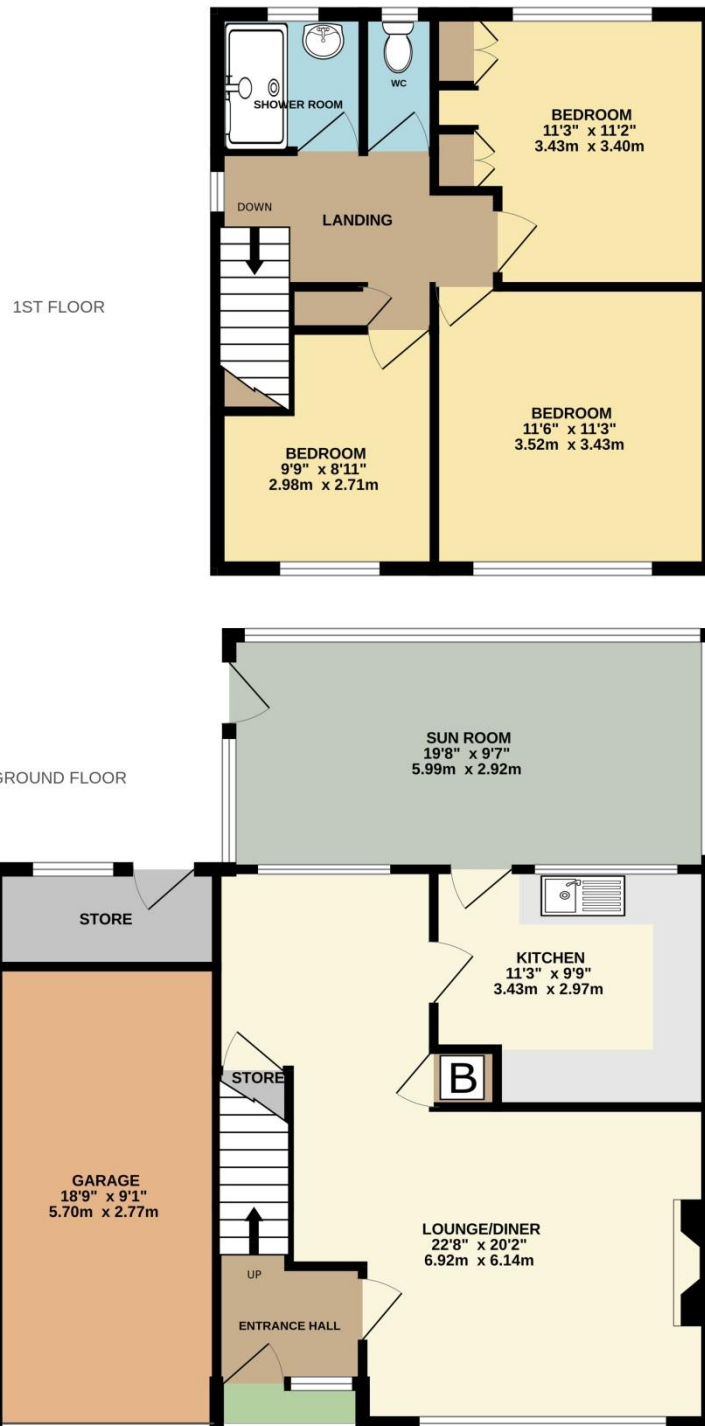 SHOWER ROOM
WC
BEDROOM
11'3" x 11'2"
3.43m x 3.40m
DOWN
LANDING
1ST FLOOR
BEDROOM
11'6" x 11'3"
3.52m x 3.43m
BEDROOM
9'9" x 8'11"
2.98m x 2.71m
SUN ROOM
19'8" x 9'7"
5.99m x 2.92m
GROUND FLOOR
STORE
KITCHEN
11'3" x 9'9"
3.43m x 2.97m
STORE
B
GARAGE
18'9" x 9'1"
5.70m x 2.77m
LOUNGE/DINER
22'8" x 20'2"
6.92m x 6.14m
UP
ENTRANCE HALL